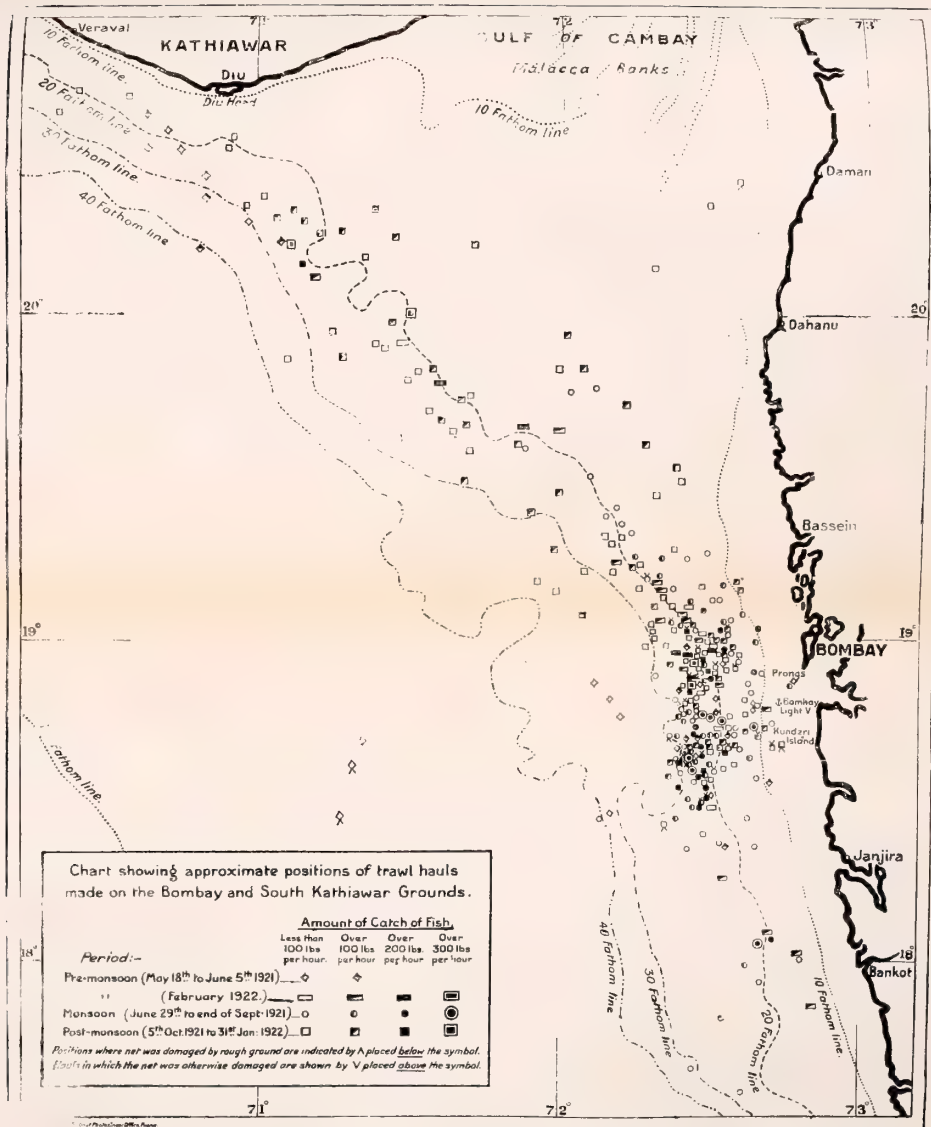 71
72
73
Veraval
KATHIAWAR
GULF OF CAMBAY
Malacca Banks
10 Fathom line
Diu
Diu Head
20 Fathom line
10 Fathom line
30 Fathom line
40 Fathom line
Daman
20°
20
Dahanu
Bassein
19°
19°
BOMBAY
Prongs
Bombay
Light V
Kundari
Island
Fathom line
Janjira
Chart showing approximate positions of trawl hauls
made on the Bombay and South Kathiawar Grounds.
Amount of Catch of Fish.
Less than 100 lbs per hour.
Over 100 lbs per hour
Over 200 lbs. per hour
Over 300 lbs per hour
Period:-
Pre-monsoon (May 18th to June 5th 1921)
" (February 1922.)
Monsoon (June 29th to end of Sept. 1921)
Post-monsoon (5th Oct. 1921 to 31st Jan: 1922)
Positions where net was damaged by rough ground are indicated by Λ placed below the symbol.
Hauls in which the net was otherwise damaged are shown by V placed above the symbol.
40 Fathom line
30 Fathom line
20 Fathom line
10 Fathom line.
18°
18
Bankot
71°
72
73